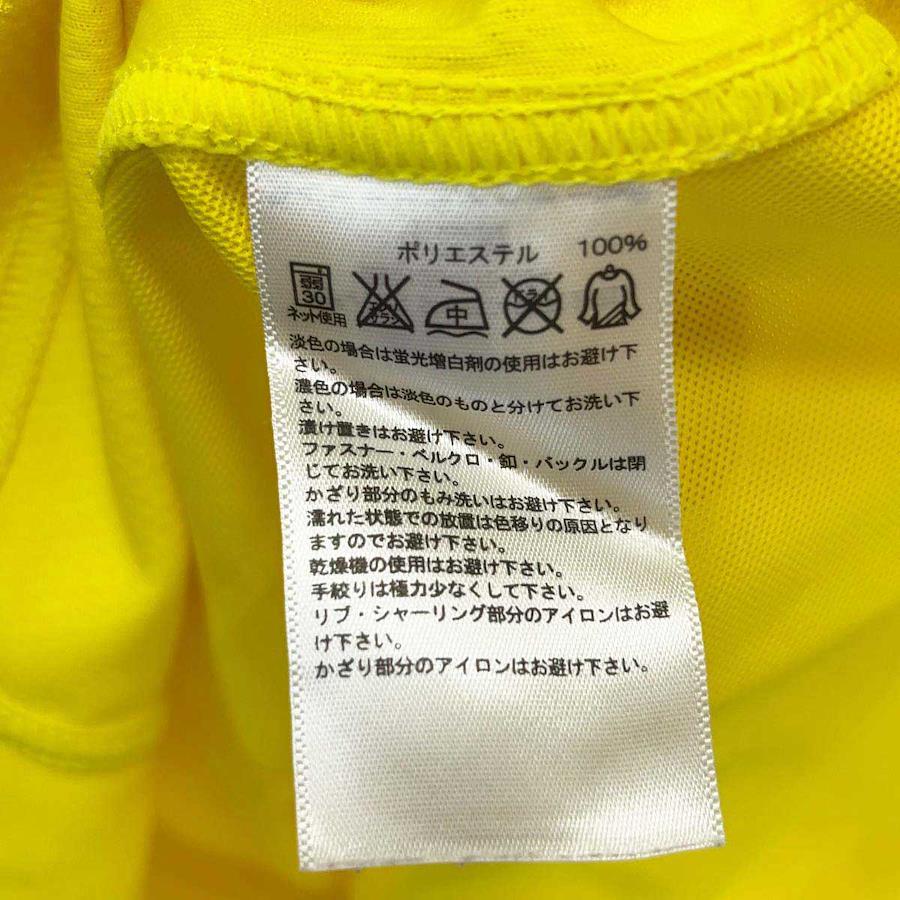 ポリエステル 100%
弱
30
ネット使用
エンソ
サラシ
中
ドライ
淡色の場合は蛍光増白剤の使用はお避け下
さい。
濃色の場合は淡色のものと分けてお洗い下
さい。
漬け置きはお避け下さい。
ファスナー・ベルクロ・釦・バックルは閉
じてお洗い下さい。
かざり部分のもみ洗いはお避け下さい。
濡れた状態での放置は色移りの原因となり
ますのでお避け下さい。
乾燥機の使用はお避け下さい。
手絞りは極力少なくして下さい。
リブ・シャーリング部分のアイロンはお避
け下さい。
かざり部分のアイロンはお避け下さい。